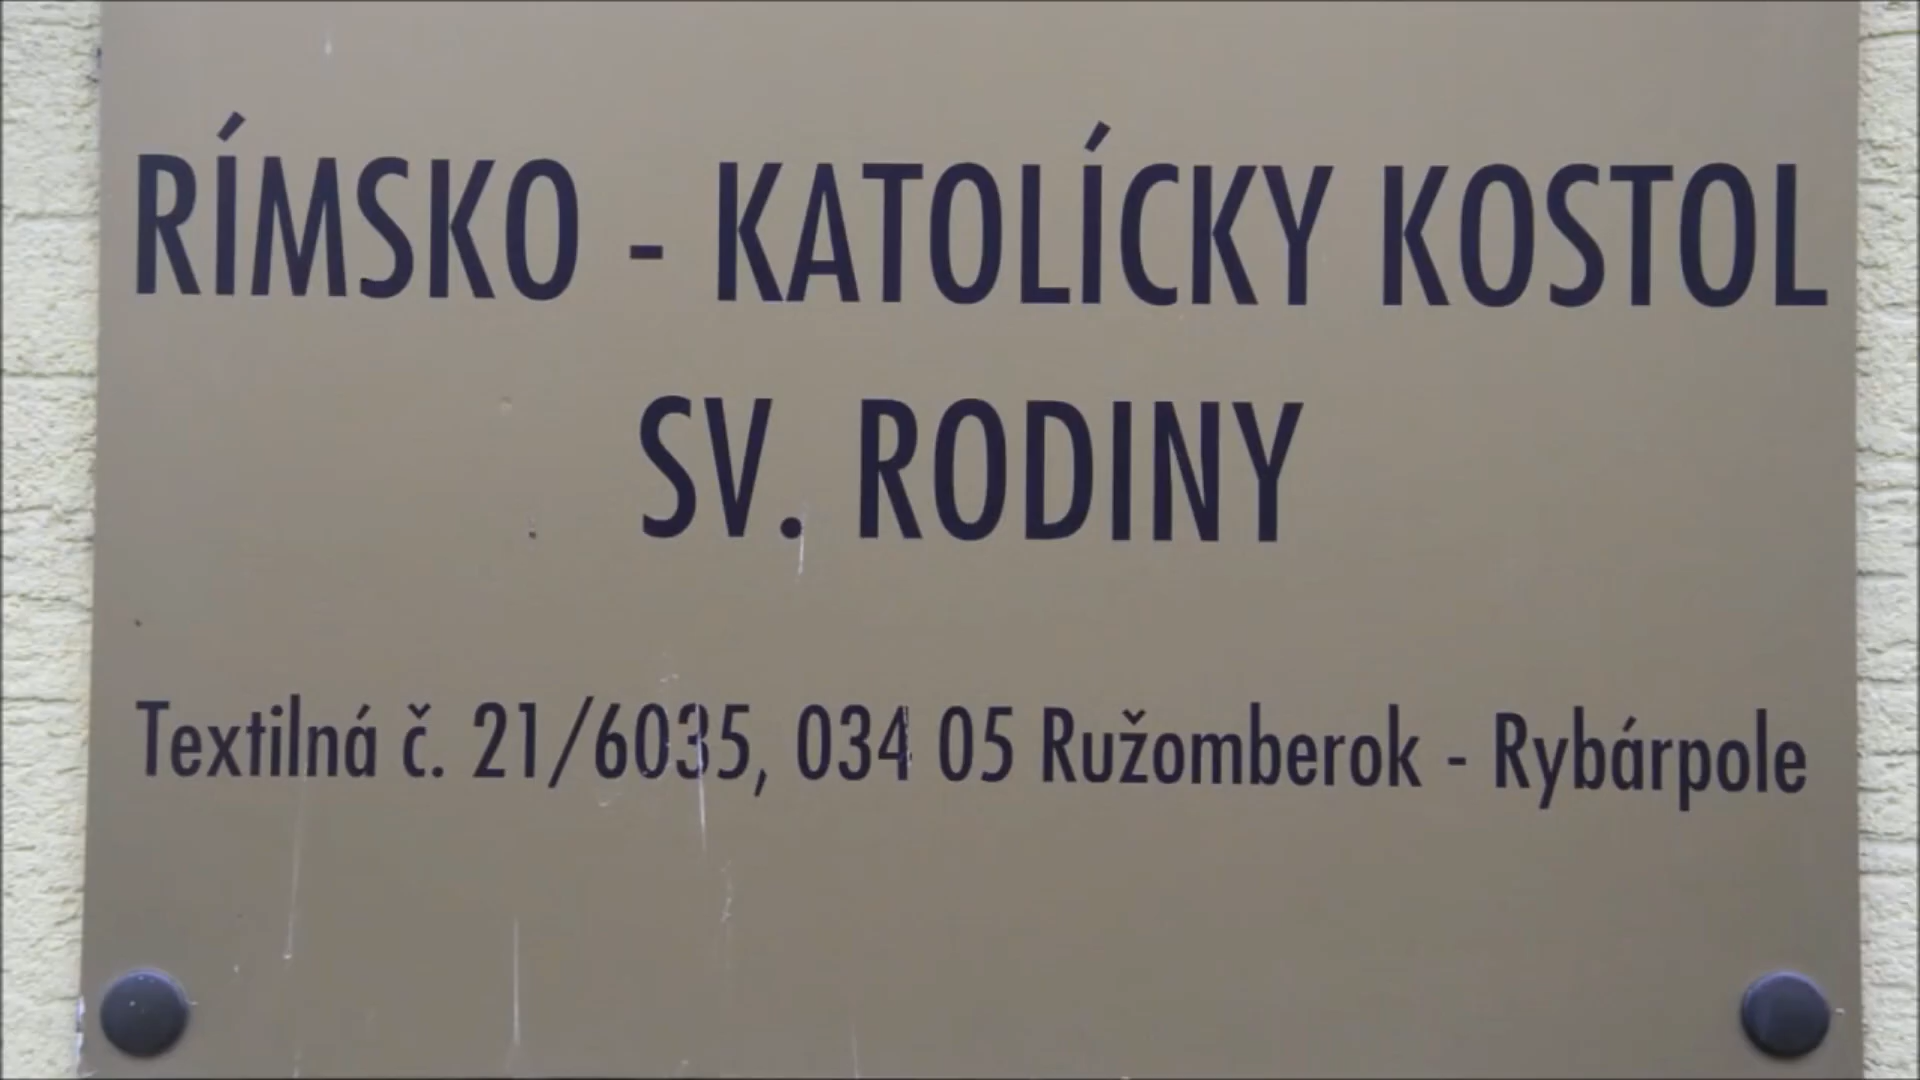 RÍMSKO - KATOLÍCKY KOSTOL
SV. RODINY
Textilná č. 21/6035, 034 05 Ružomberok - Rybárpole